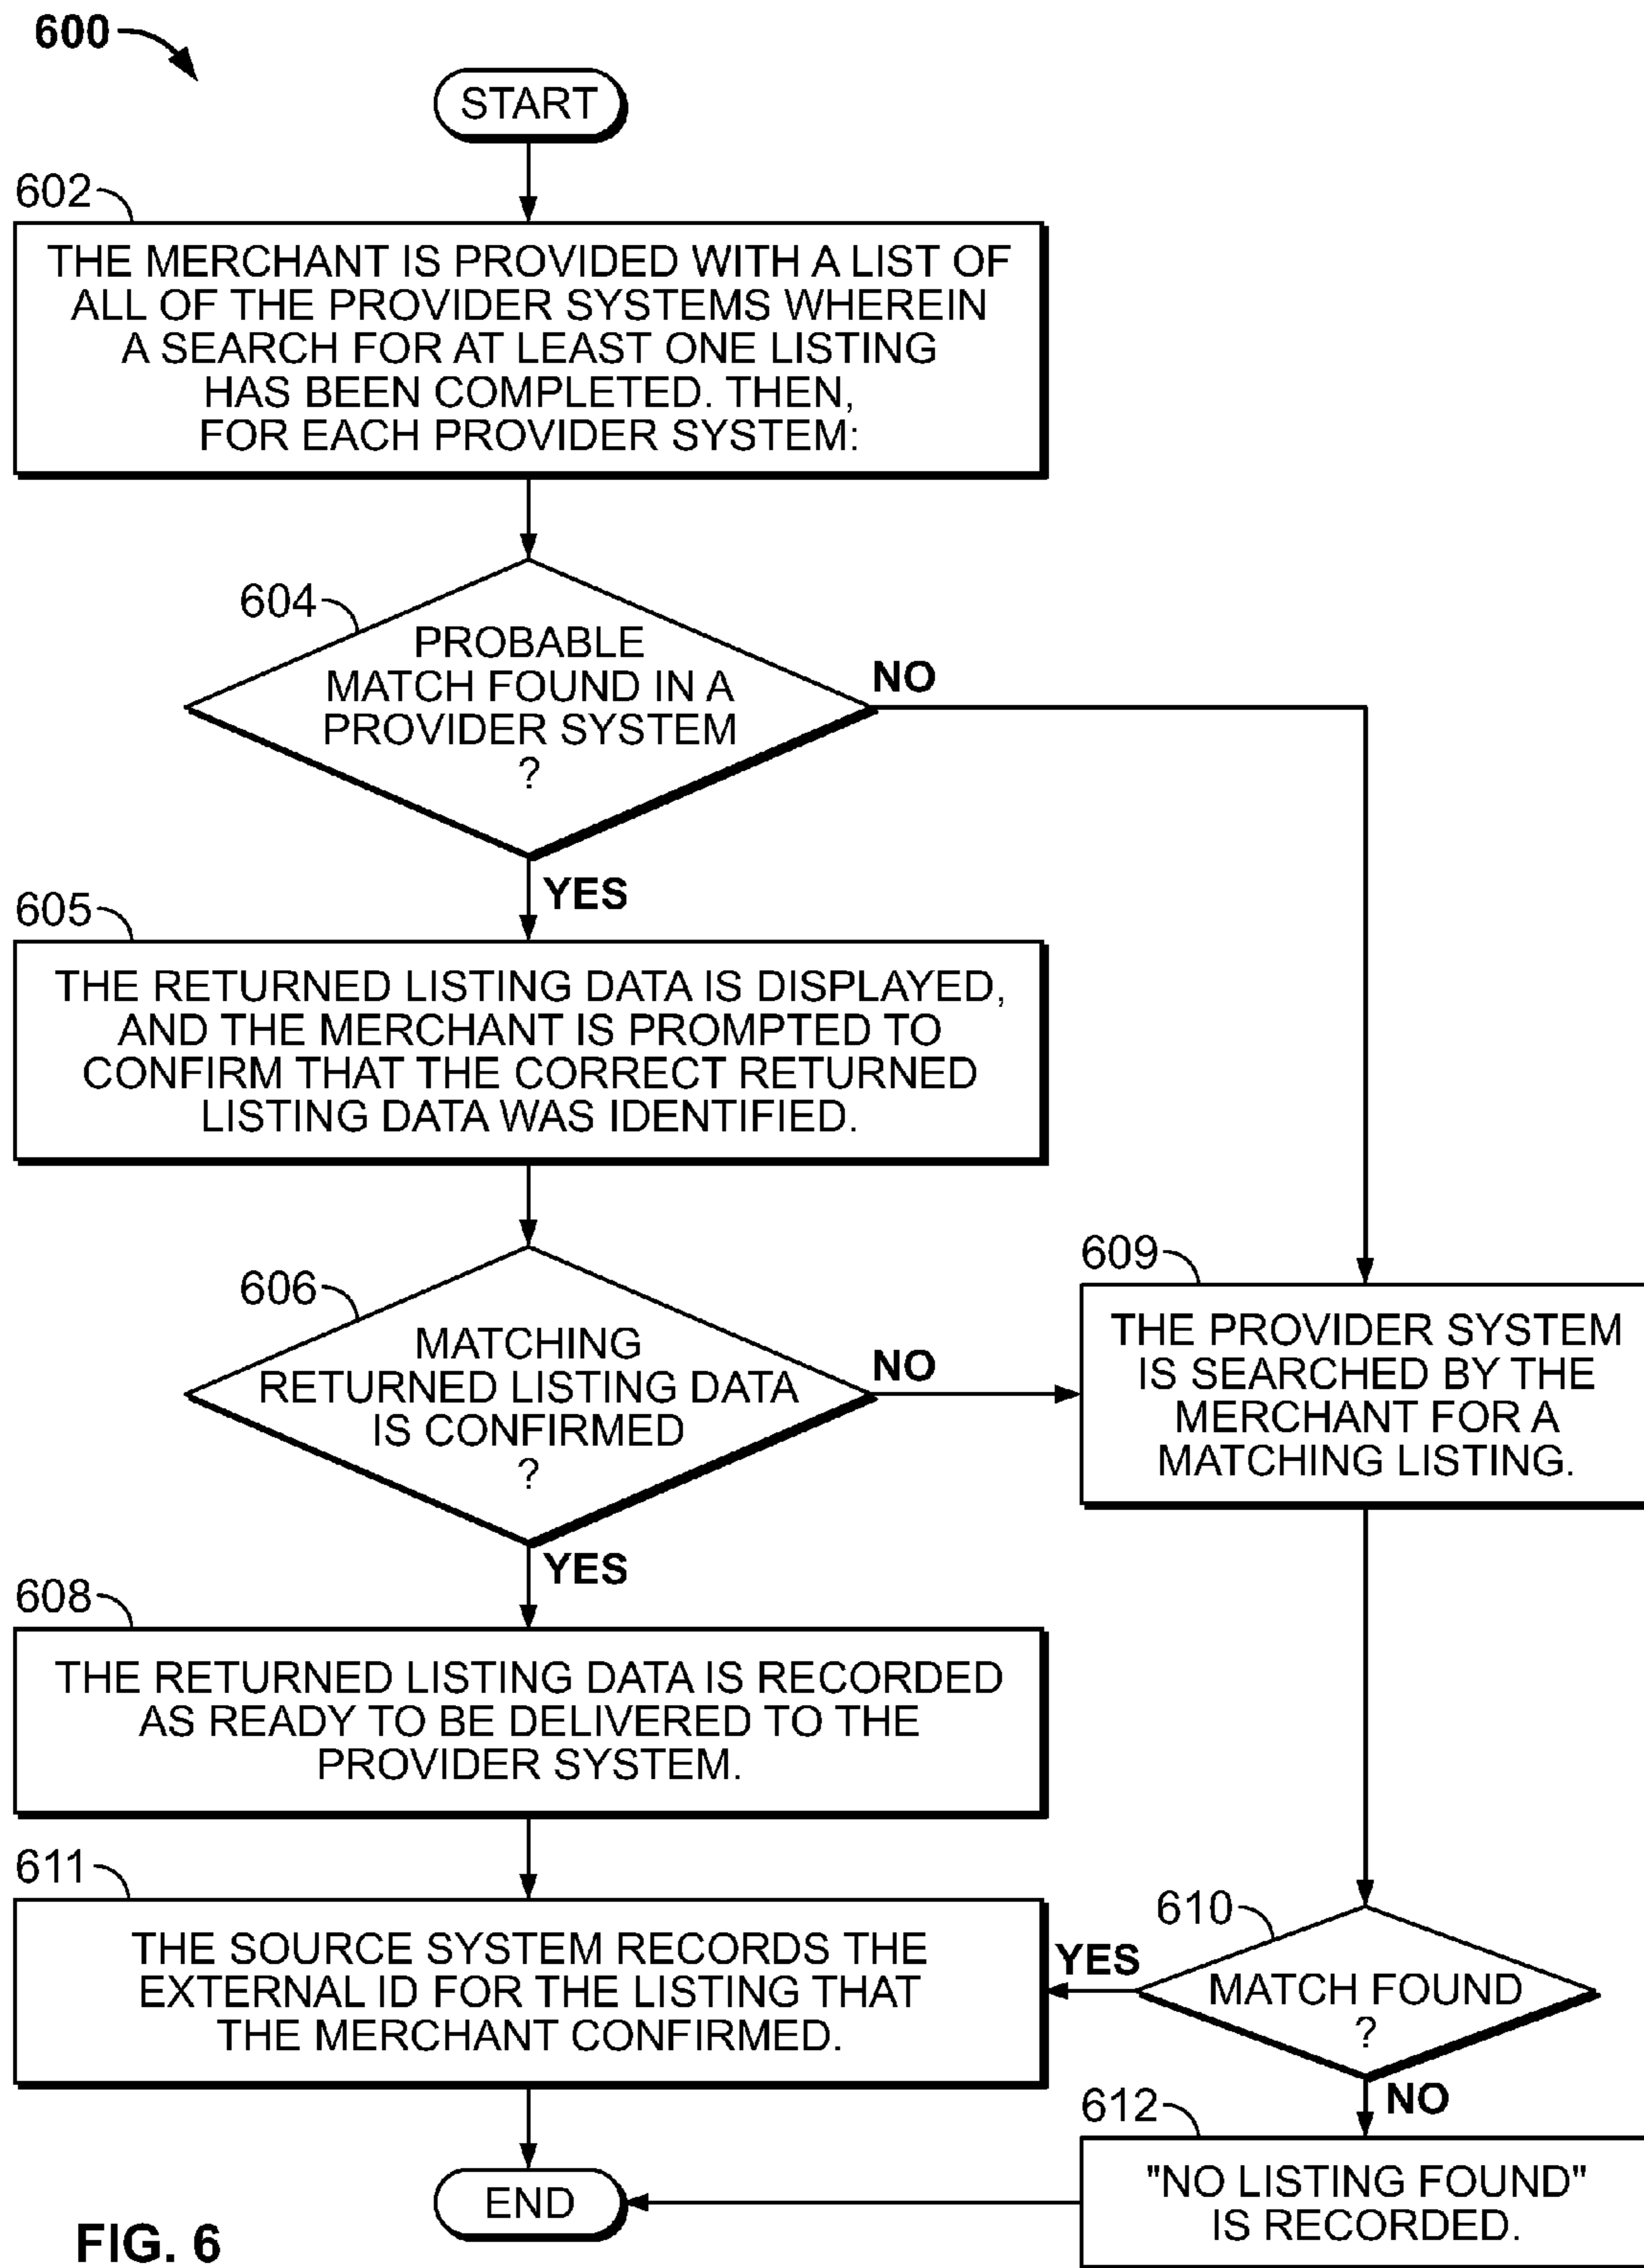 600
START
602
THE MERCHANT IS PROVIDED WITH A LIST OF
ALL OF THE PROVIDER SYSTEMS WHEREIN
A SEARCH FOR AT LEAST ONE LISTING
HAS BEEN COMPLETED. THEN,
FOR EACH PROVIDER SYSTEM:
604
PROBABLE
MATCH FOUND IN A
PROVIDER SYSTEM
?
NO
YES
605
THE RETURNED LISTING DATA IS DISPLAYED,
AND THE MERCHANT IS PROMPTED TO
CONFIRM THAT THE CORRECT RETURNED
LISTING DATA WAS IDENTIFIED.
606
MATCHING
RETURNED LISTING DATA
IS CONFIRMED
?
NO
YES
609
THE PROVIDER SYSTEM
IS SEARCHED BY THE
MERCHANT FOR A
MATCHING LISTING.
608
THE RETURNED LISTING DATA IS RECORDED
AS READY TO BE DELIVERED TO THE
PROVIDER SYSTEM.
611
THE SOURCE SYSTEM RECORDS THE
EXTERNAL ID FOR THE LISTING THAT
THE MERCHANT CONFIRMED.
610
YES
MATCH FOUND
?
NO
612
"NO LISTING FOUND"
IS RECORDED.
END
FIG. 6